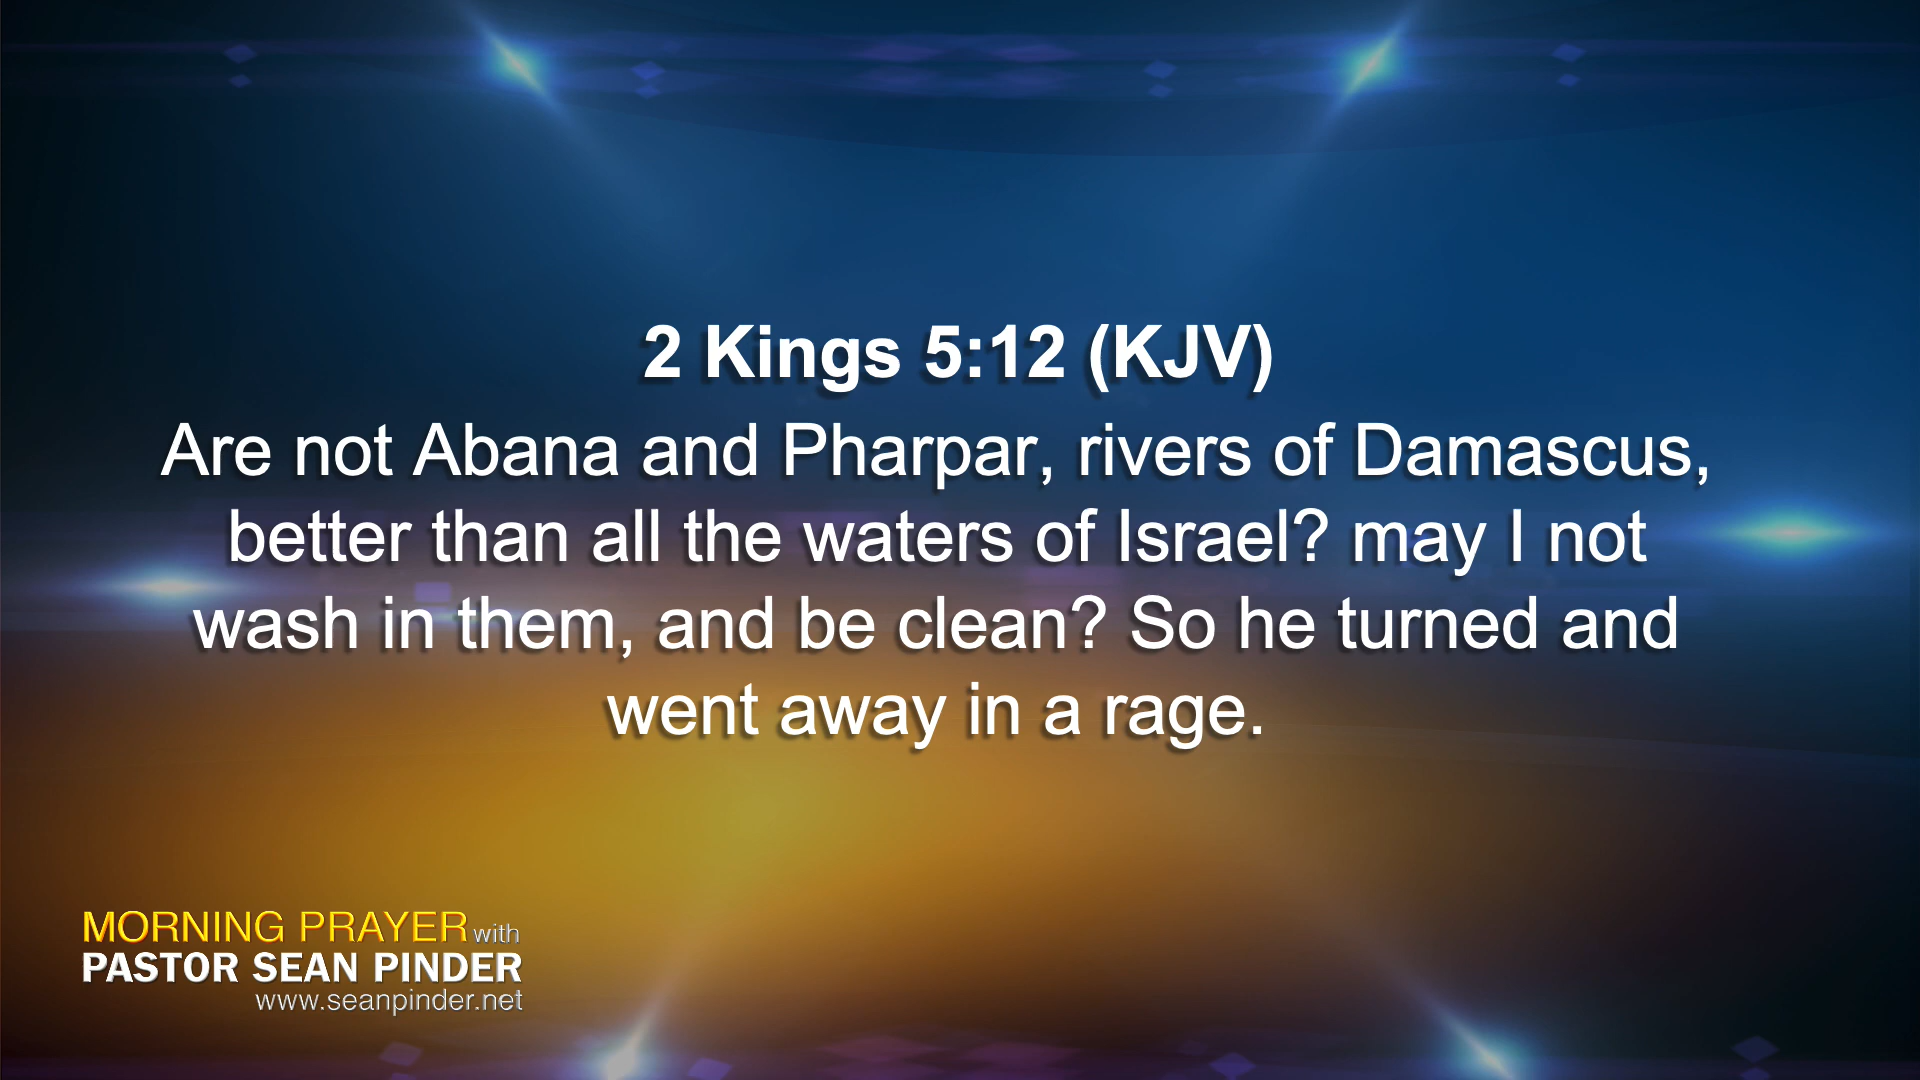 2 Kings 5:12 (KJV)
Are not Abana and Pharpar, rivers of Damascus,
better than all the waters of Israel? may I not
wash in them, and be clean? So he turned and
went away in a rage.
MORNING PRAYER with
PASTOR SEAN PINDER
www.seanpinder.net